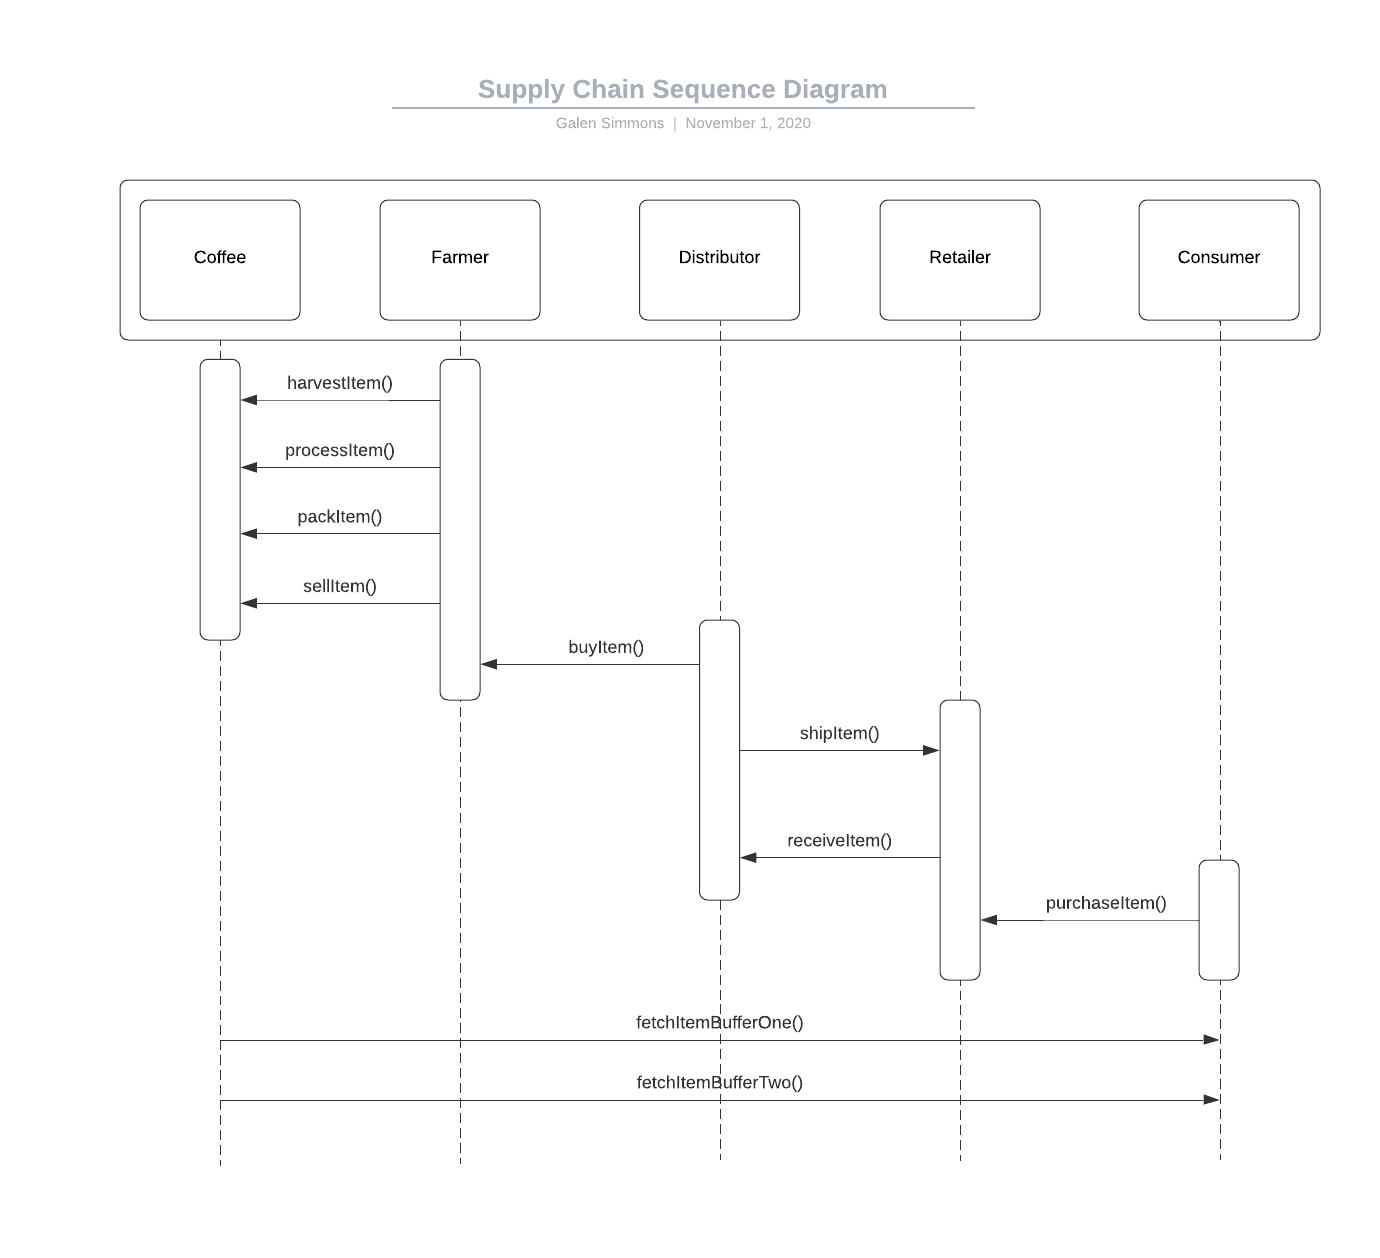 Supply Chain Sequence Diagram
Galen Simmons | November 1, 2020
Coffee
Farmer
Distributor
Retailer
Consumer
harvestItem()
processItem()
packItem()
sellItem()
buyItem()
shipItem()
receiveItem()
purchaseItem()
fetchItemBufferOne()
fetchItemBufferTwo()